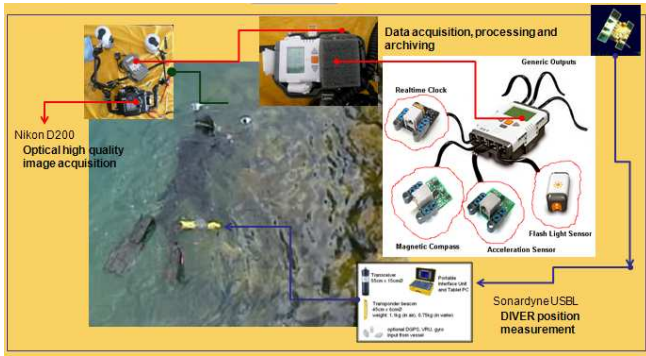 Data acquisition, processing and
archiving
Generic Outputs
Realtime Clock
Nikon D200
Optical high quality
image acquisition
Flash Light Sensor
Magnetic Compass
Acceleration Sensor
Transceiver
Portable
Interface Unit
and Tablet PC
Transponder beacon
optional DGPS, VRU, gyro
input from vessel
Sonardyne USBL
DIVER position
measurement